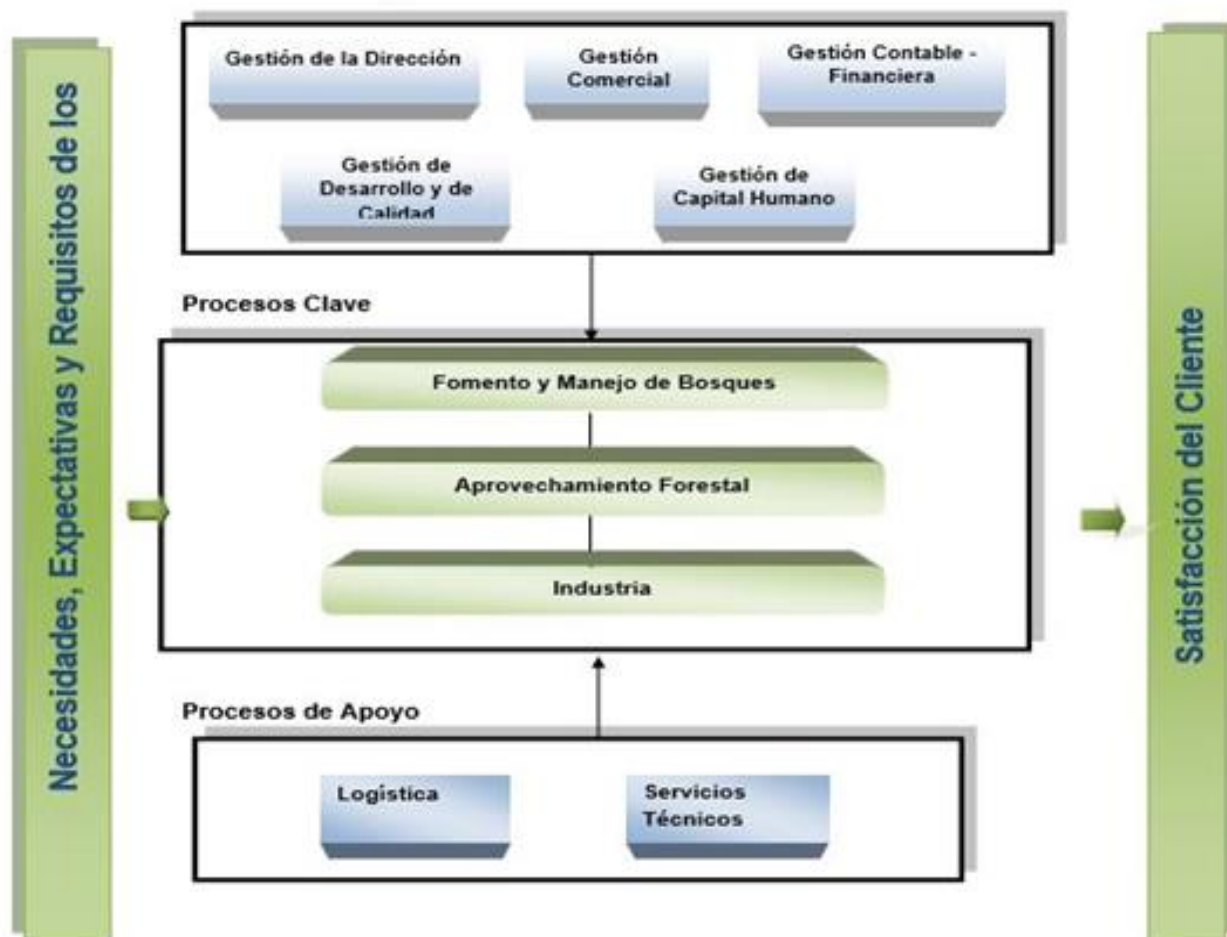 Necesidades, Expectativas y Requisitos de los
Gestión de la Dirección
Gestión
Comercial
Gestión Contable -
Financiera
Gestión de
Desarrollo y de
Calidad
Gestión de
Capital Humano
Procesos Clave
Fomento y Manejo de Bosques
Aprovechamiento Forestal
Industria
Procesos de Apoyo
Logística
Servicios
Técnicos
Satisfacción del Cliente